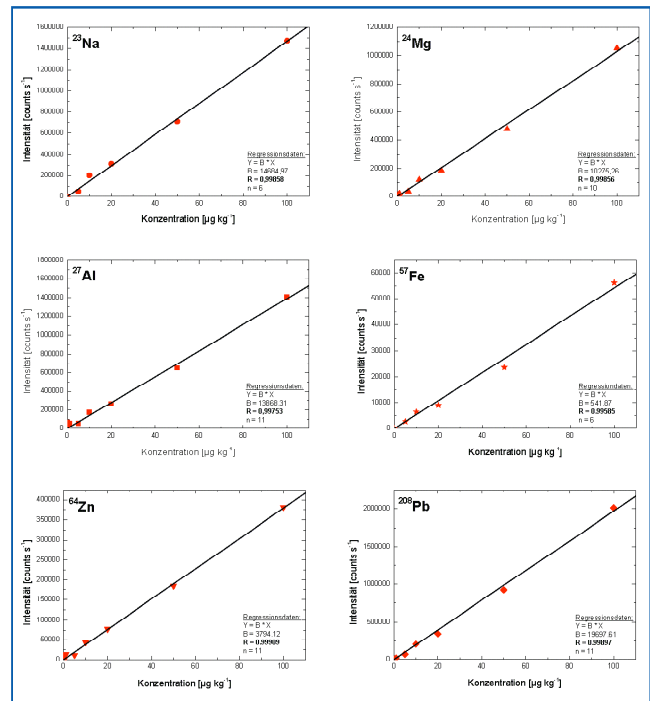 ²³Na
1600000
1400000
1200000
1000000
800000
600000
400000
200000
0
0 20 40 60 80 100
Intensität [counts s⁻¹]
Konzentration [µg kg⁻¹]
Regressionsdaten:
Y = B * X
R = 0,99858
n = 6
²⁴Mg
1200000
1000000
800000
600000
400000
200000
0
0 20 40 60 80 100
Intensität [counts s⁻¹]
Konzentration [µg kg⁻¹]
Regressionsdaten:
Y = B * X
B = 10275,26
R = 0,99856
n = 10
²⁷Al
1800000
1600000
1400000
1200000
1000000
800000
600000
400000
200000
0
0 20 40 60 80 100
Intensität [counts s⁻¹]
Konzentration [µg kg⁻¹]
Regressionsdaten:
Y = B * X
B = 13868.31
R = 0,99753
n = 11
⁵⁷Fe
60000
50000
40000
30000
20000
10000
0
0 20 40 60 80 100
Intensität [counts s⁻¹]
Konzentration [µg kg⁻¹]
Regressionsdaten:
Y = B * X
B = 541.87
R = 0,99585
n = 6
⁶⁴Zn
400000
350000
300000
250000
200000
150000
100000
50000
0
0 20 40 60 80 100
Intensität [counts s⁻¹]
Konzentration [µg kg⁻¹]
Regressionsdaten:
Y = B * X
B = 3794.12
R = 0,99909
n = 11
²⁰⁸Pb
2000000
1500000
1000000
500000
0
0 20 40 60 80 100
Intensität [counts s⁻¹]
Konzentration [µg kg⁻¹]
Regressionsdaten:
Y = B * X
B = 19697.61
R = 0,99897
n = 11